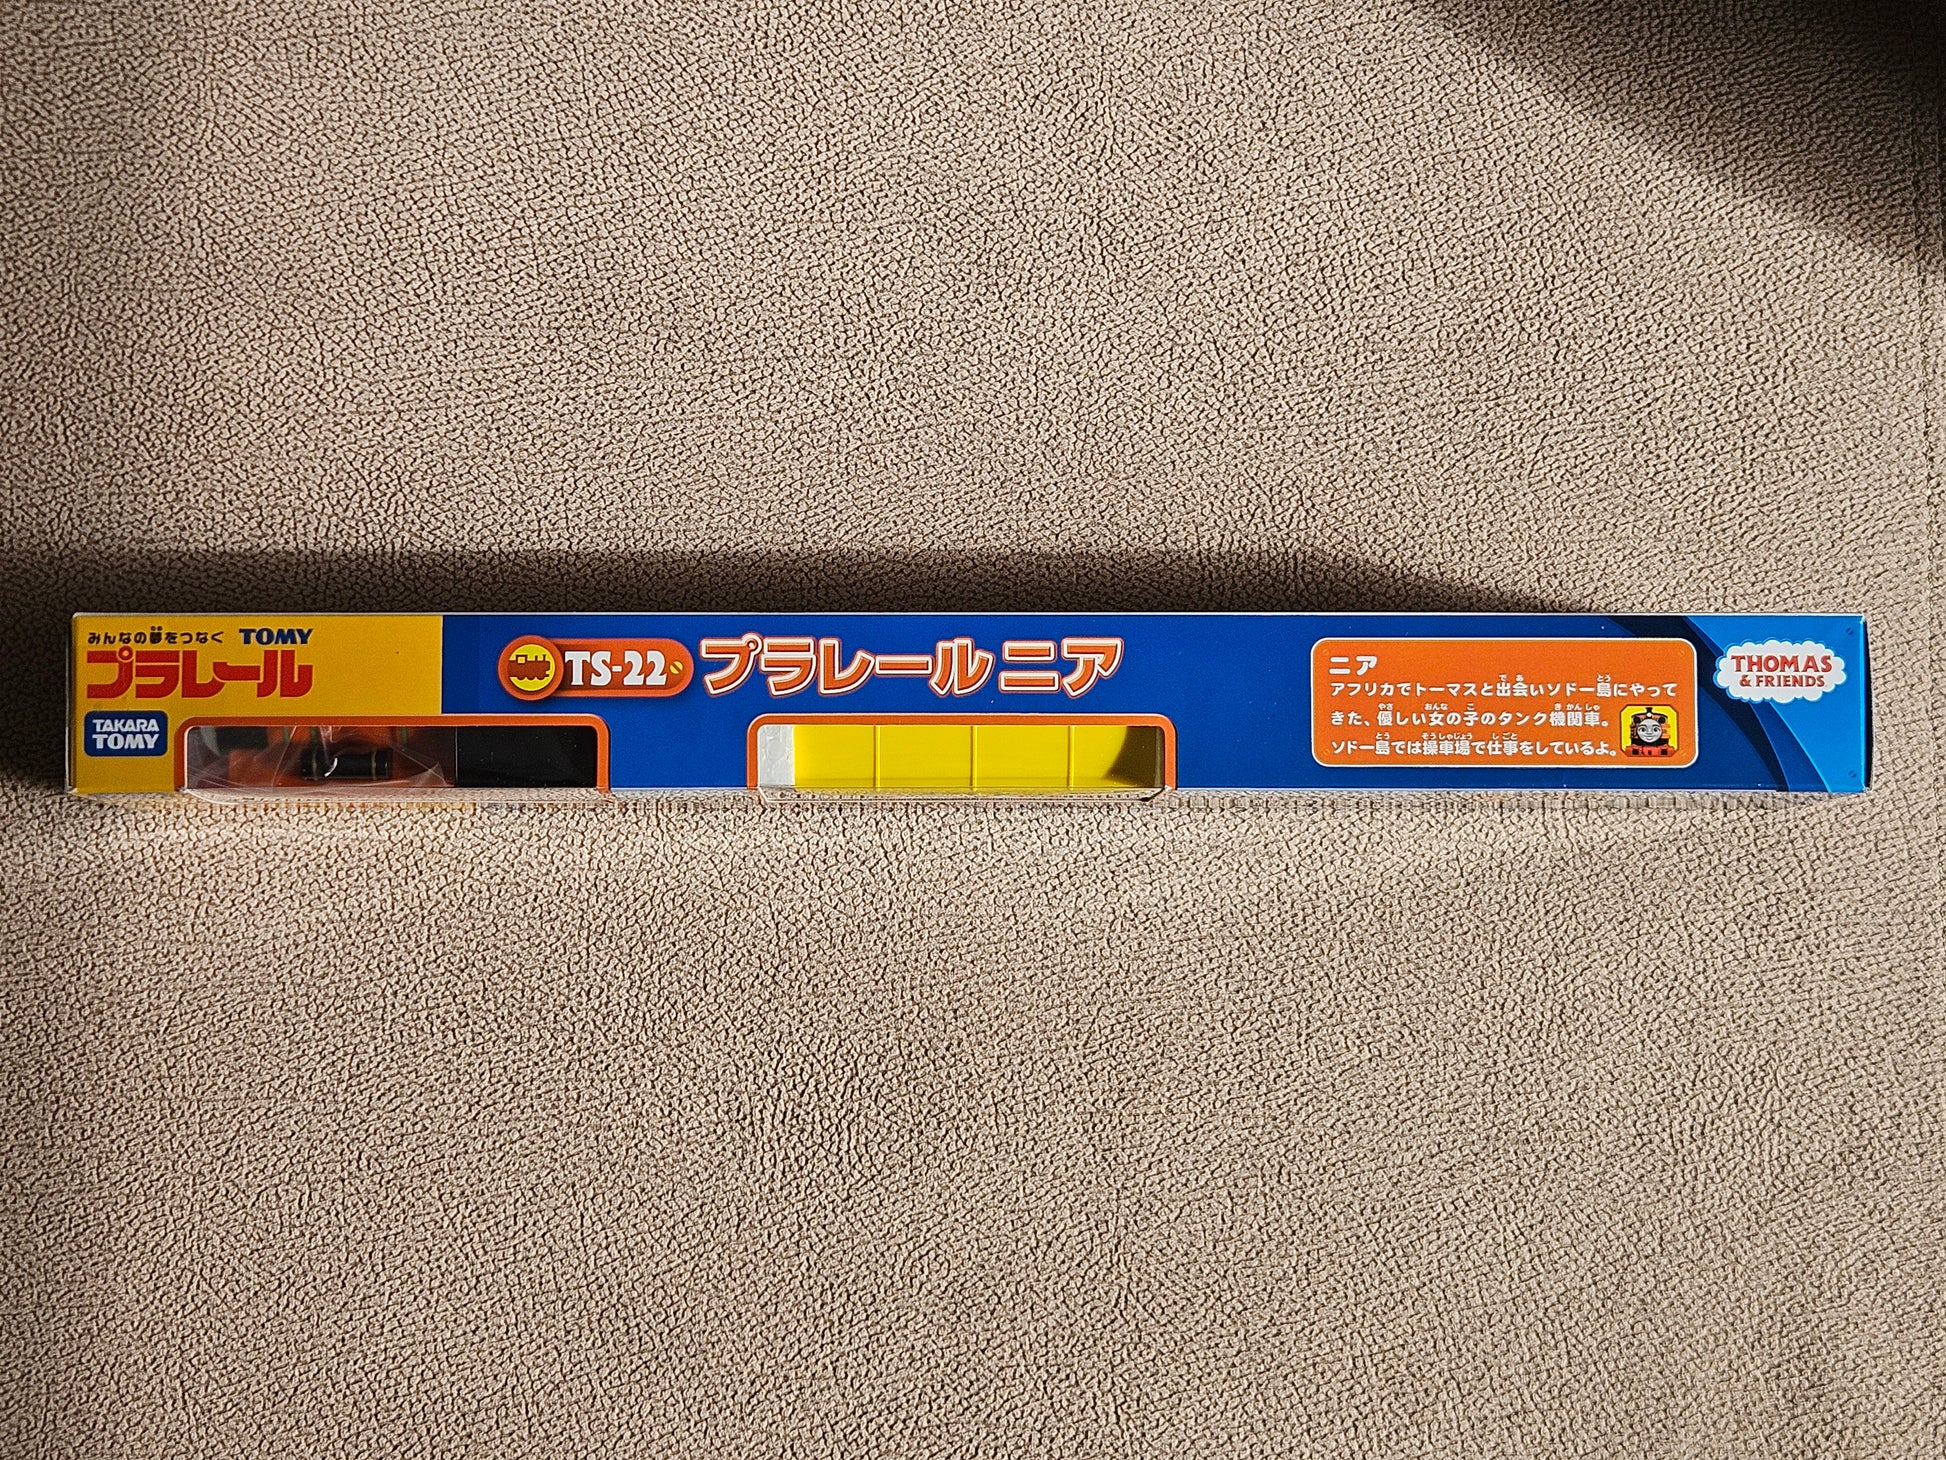 みんなの夢をつなぐ TOMY
プラレール
TAKARA
TOMY
TS-22
プラレール ニア
ニア
アフリカでトーマスと出会いソドー島にやって
きた、優しい女の子のタンク機関車。
ソドー島では操車場で仕事をしているよ。
THOMAS
& FRIENDS